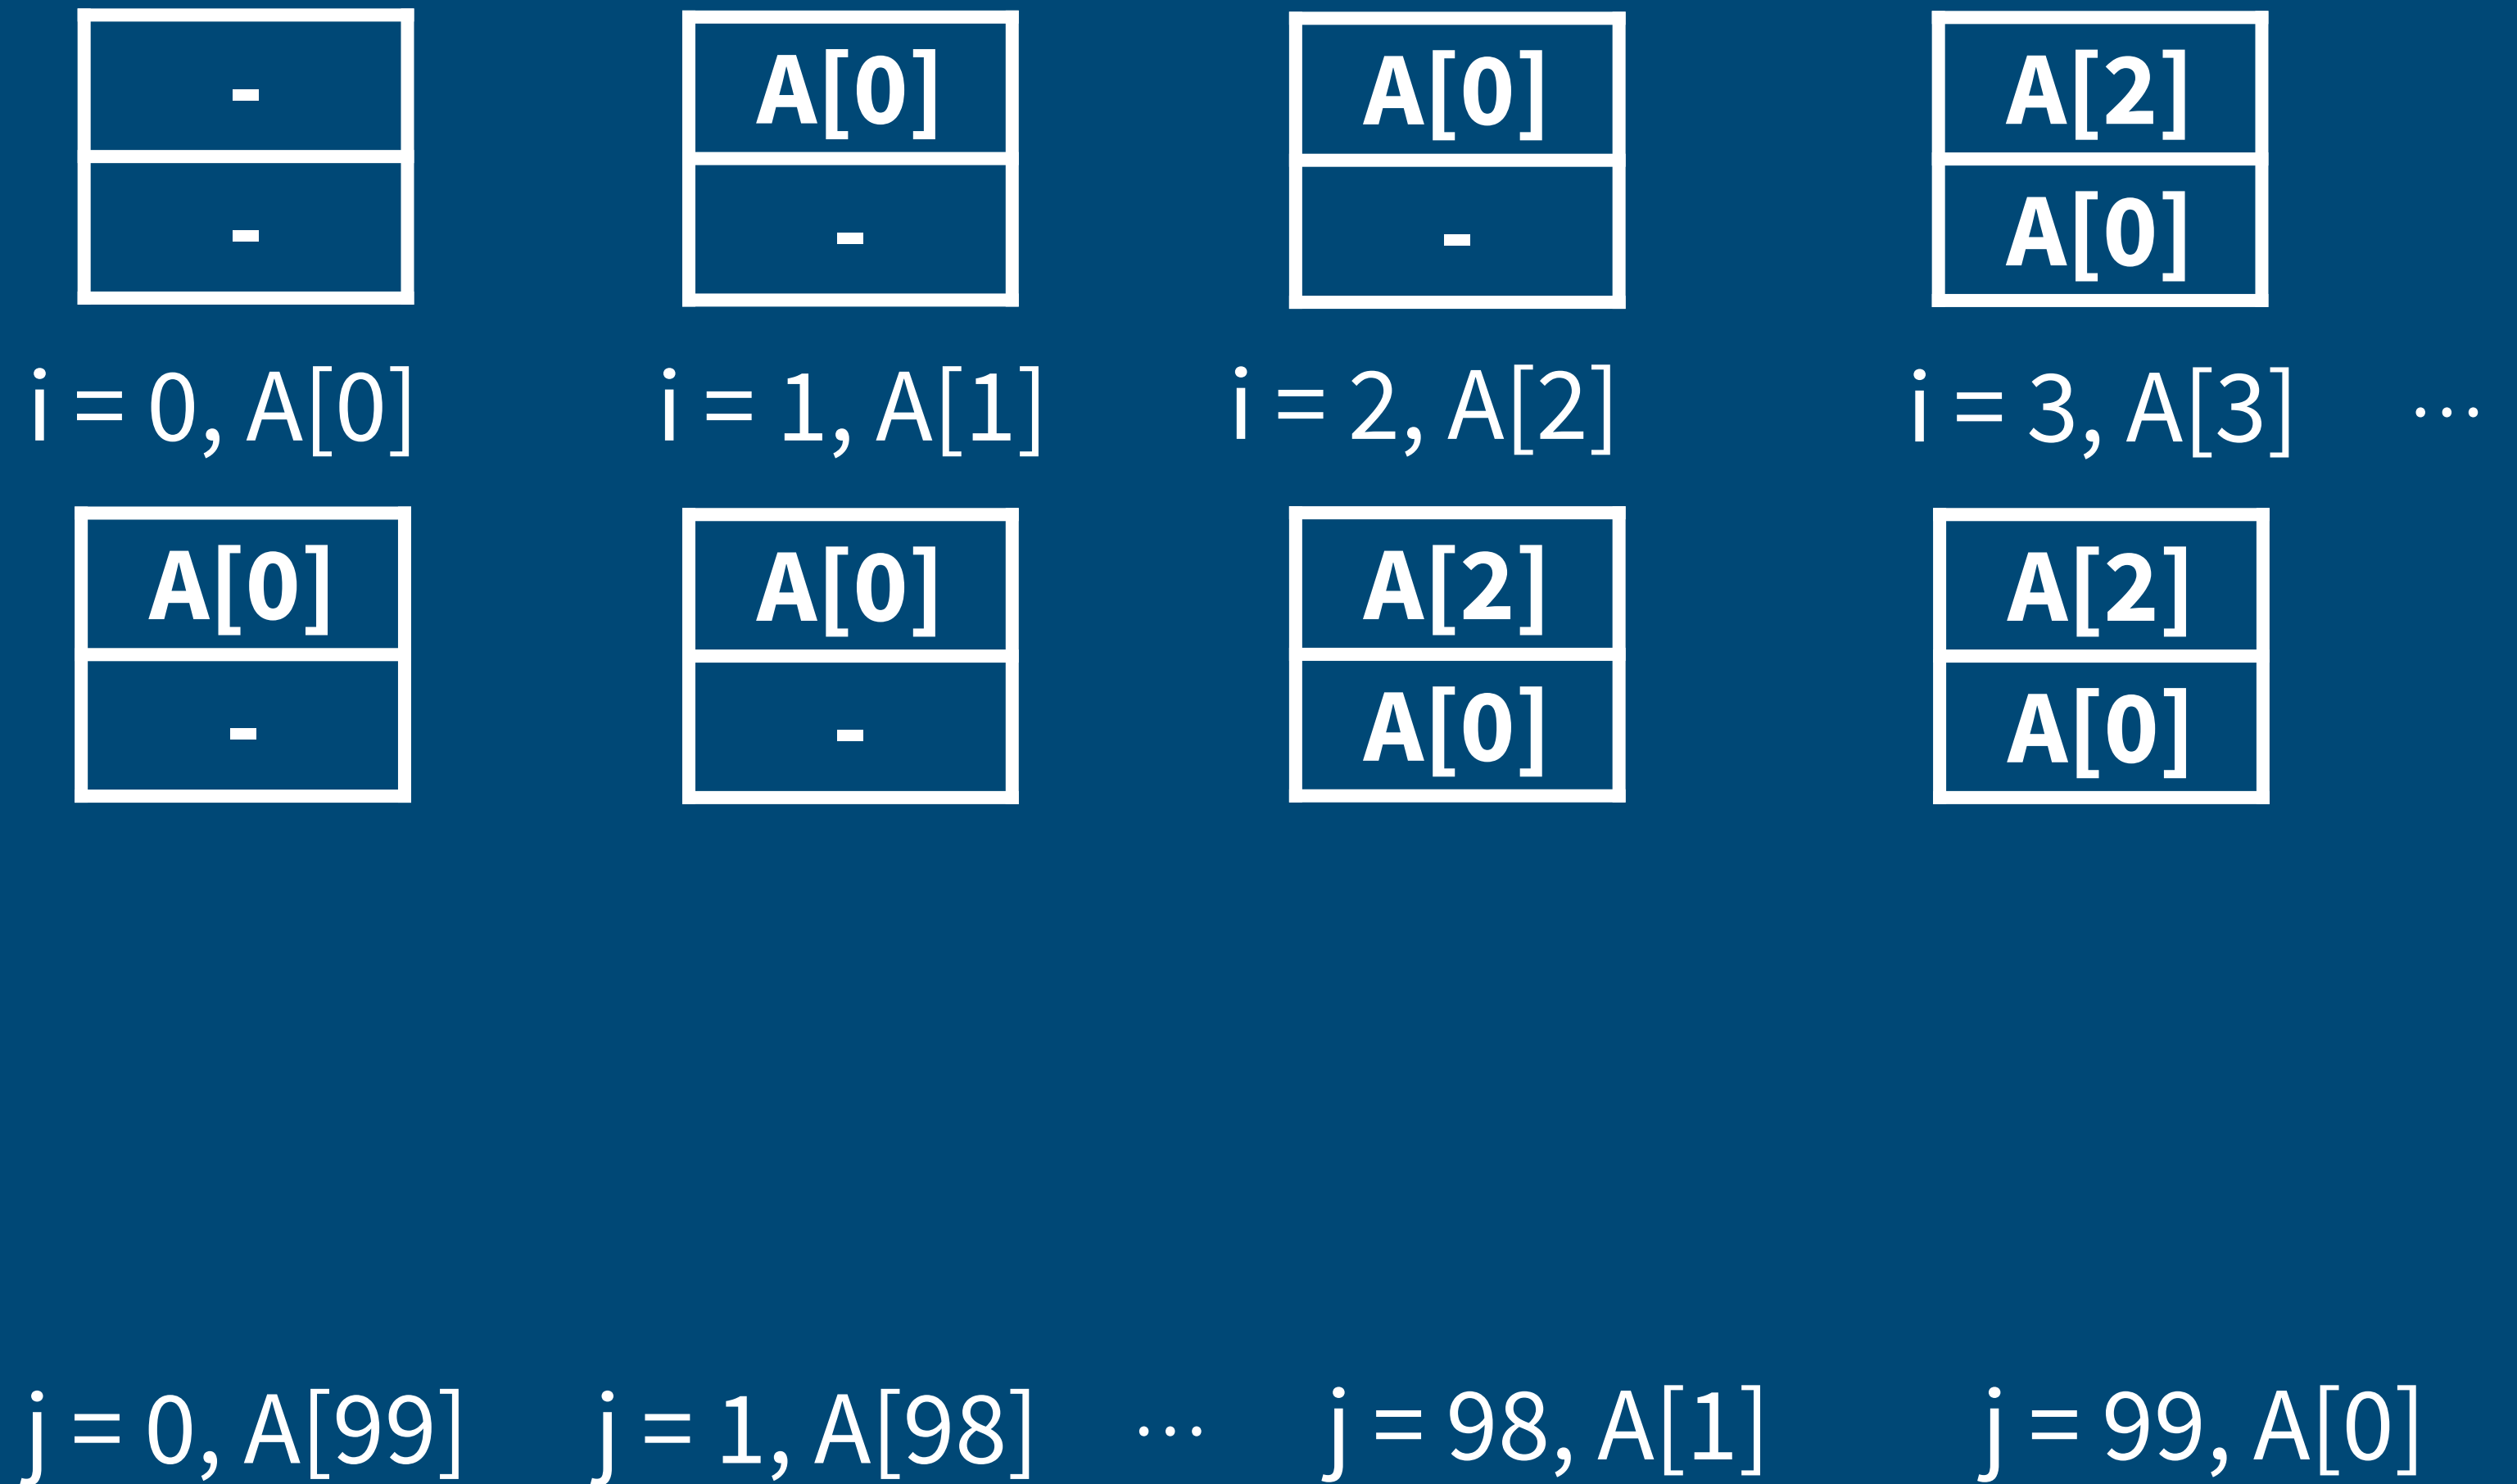 - A[0] A[0] A[2]
- - - A[0]
i = 0, A[0] i = 1, A[1] i = 2, A[2] i = 3, A[3] ...
A[0] A[0] A[2] A[2]
- - A[0] A[0]
j = 0, A[99] j = 1, A[98] ... j = 98, A[1] j = 99, A[0]